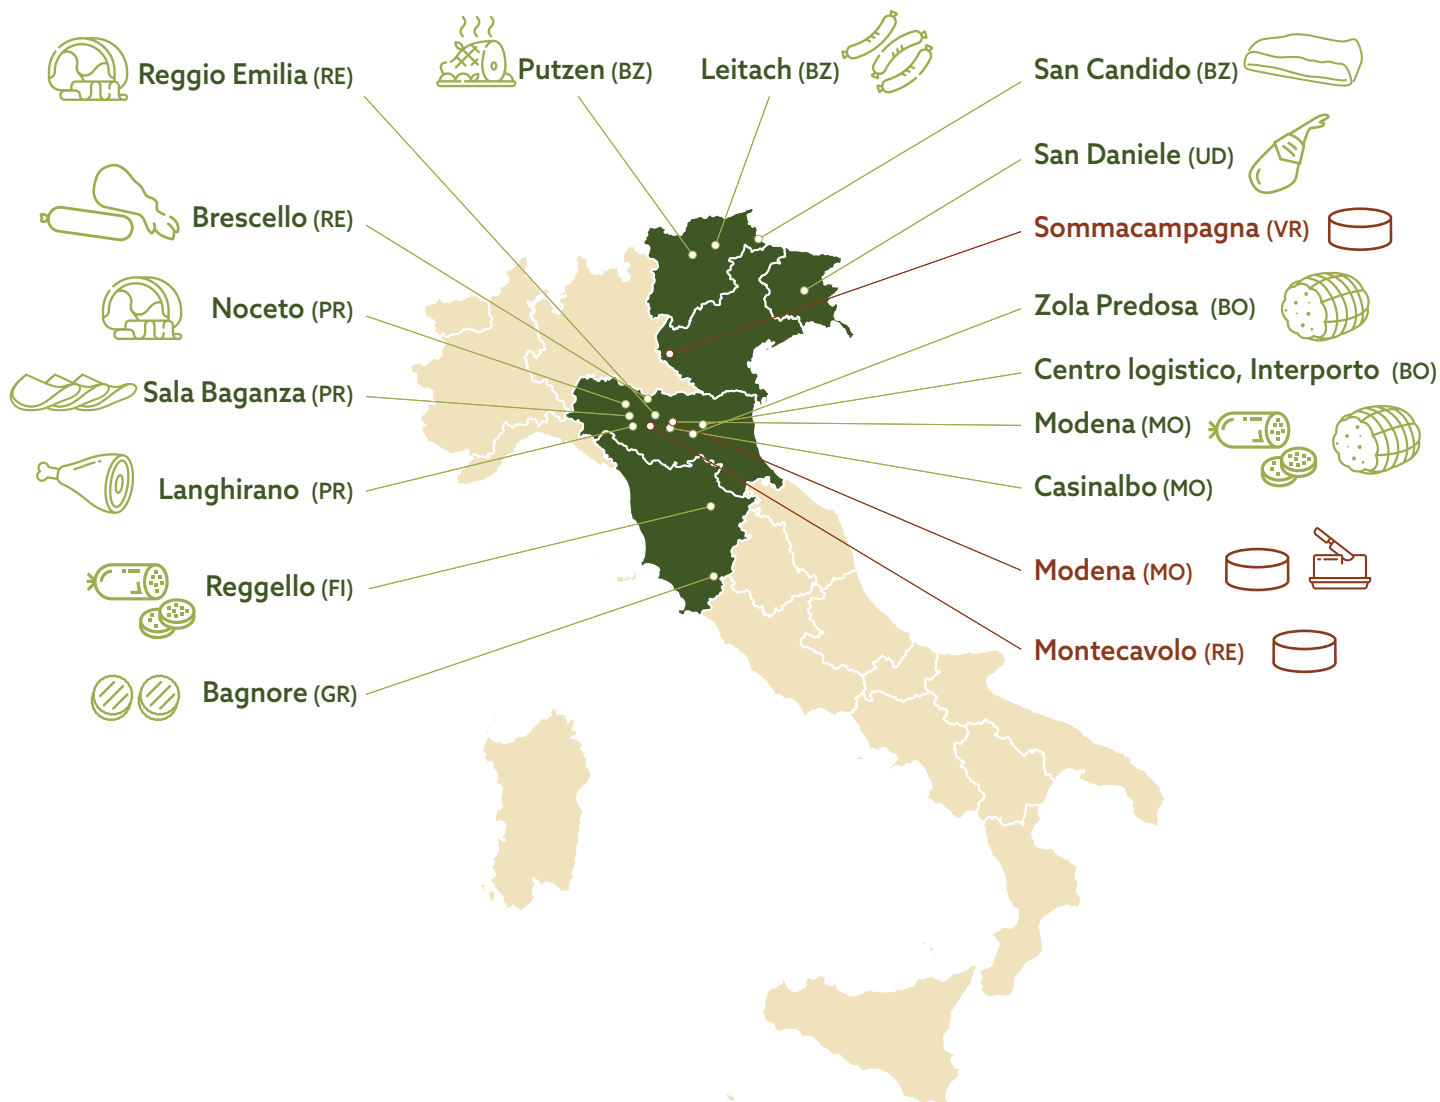 Reggio Emilia (RE)
Putzen (BZ)
Leitach (BZ)
San Candido (BZ)
San Daniele (UD)
Brescello (RE)
Sommacampagna (VR)
Noceto (PR)
Zola Predosa (BO)
Centro logistico, Interporto (BO)
Sala Baganza (PR)
Modena (MO)
Langhirano (PR)
Casinalbo (MO)
Reggello (FI)
Modena (MO)
Bagnore (GR)
Montecavolo (RE)